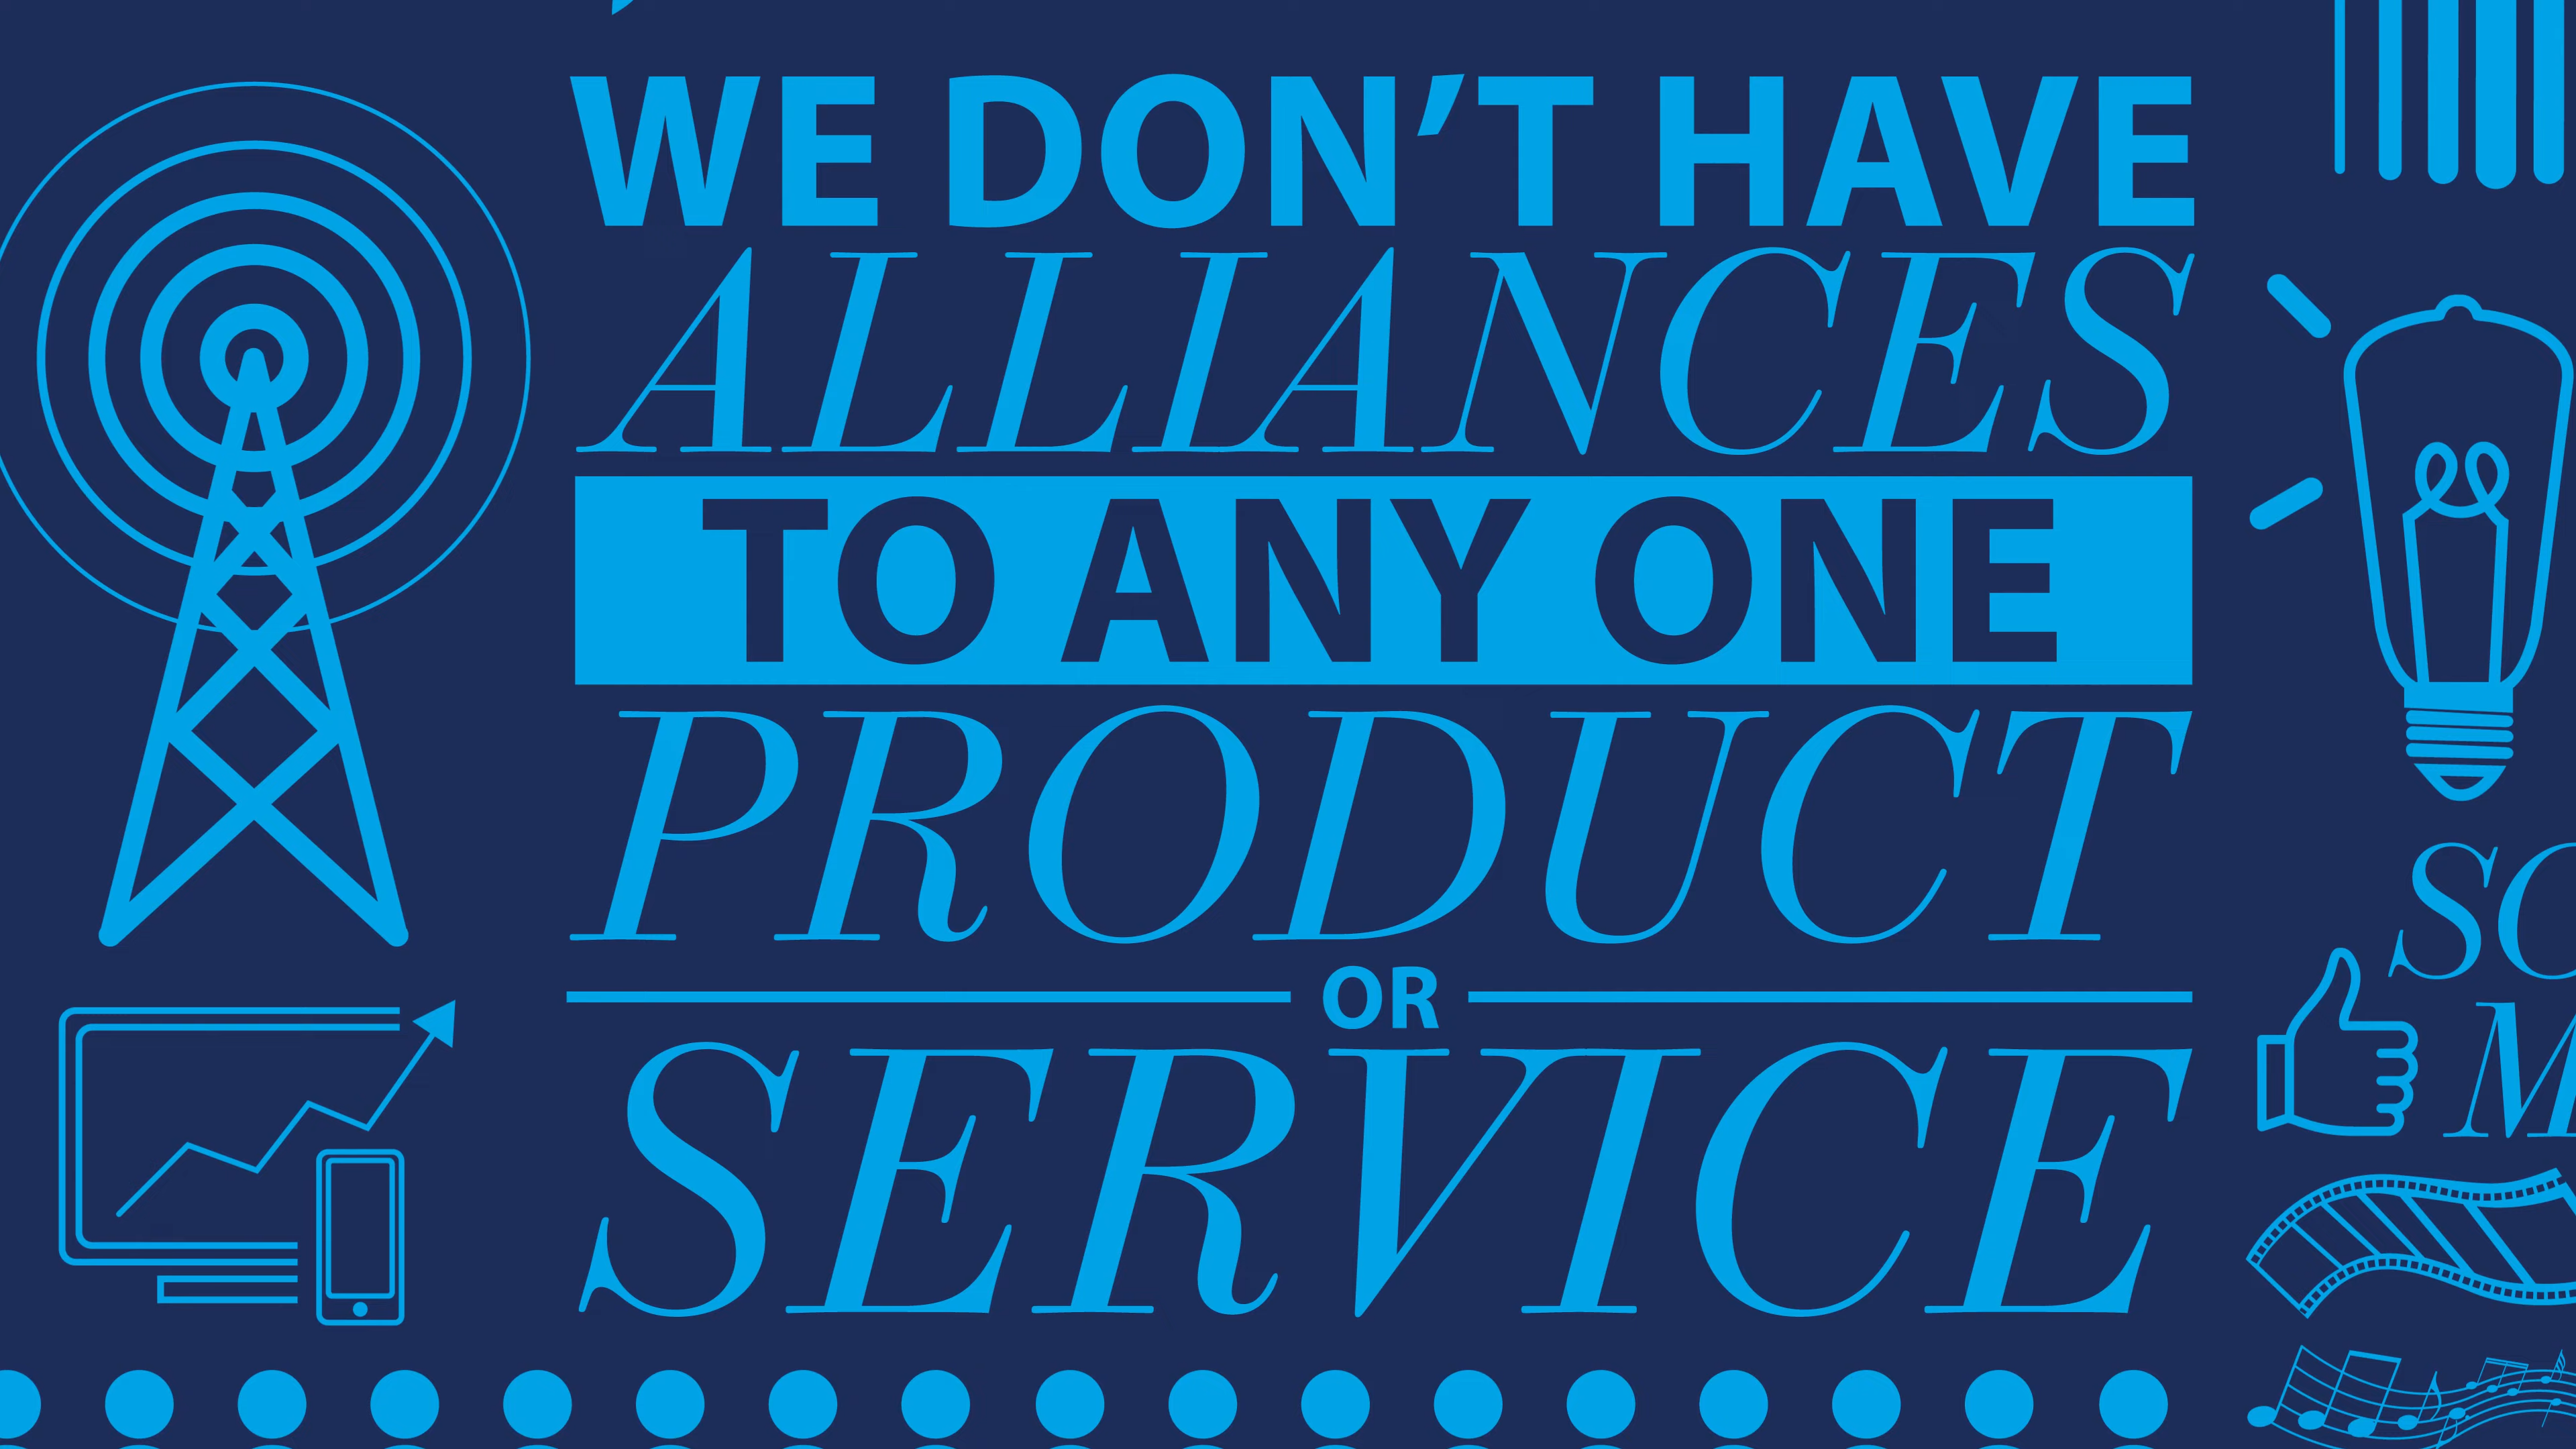 WE DON'T HAVE
ALLIANCES
TO ANY ONE
PRODUCT
OR
SERVICE